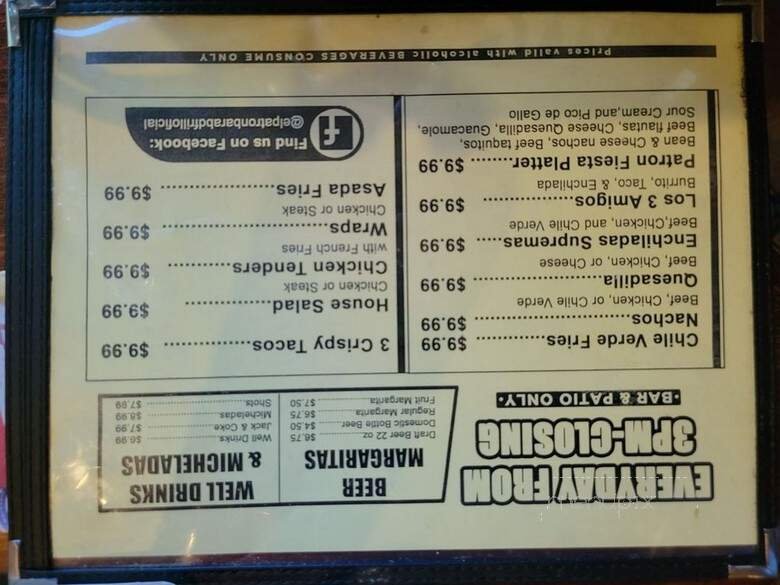 EVERYDAY FROM
3PM-CLOSING
•BAR & PATIO ONLY•
BEER
MARGARITAS
Draft Beer 22 oz ............ $6.75
Domestic Bottle Beer ... $4.50
Regular Margarita ......... $6.75
Fruit Margarita ............... $7.50
WELL DRINKS
& MICHELADAS
Well Drinks ............ $6.99
Jack & Coke ............ $7.99
Micheladas ............ $8.99
Shots ............ $7.99
Chile Verde Fries............ $9.99
Nachos............ $9.99
Beef, Chicken, or Chile Verde
Quesadilla............ $9.99
Beef, Chicken, or Cheese
Enchiladas Supremas.... $9.99
Beef,Chicken, and Chile Verde
Los 3 Amigos............ $9.99
Burrito, Taco, & Enchilada
Patron Fiesta Platter....... $9.99
Bean & Cheese nachos, Beef taquitos,
Beef flautas, Cheese Quesadilla, Guacamole,
Sour Cream,and Pico de Gallo
3 Crispy Tacos............ $9.99
House Salad............ $9.99
Chicken or Steak
Chicken Tenders............ $9.99
with French Fries
Wraps............ $9.99
Chicken or Steak
Asada Fries............ $9.99
Find us on Facebook:
@elpatronbarabdfrilloficial
f
Prices valid with alcoholic BEVERAGES CONSUME ONLY